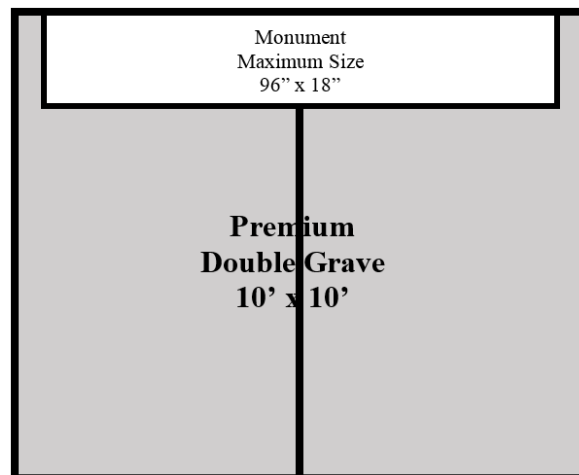 Monument
Maximum Size
96” x 18”
Premium
Double Grave
10’ x 10’